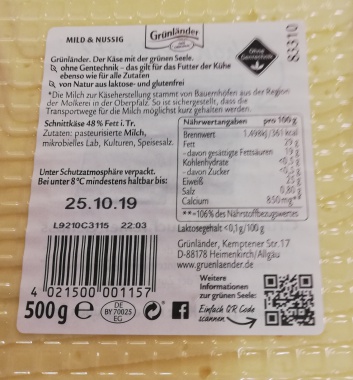 MILD & NUSSIG
Grünländer
Ohne Gentechnik
83310
Grünländer. Der Käse mit der grünen Seele.
ohne Gentechnik - das gilt für das Futter der Kühe
ebenso wie für alle Zutaten
von Natur aus laktose- und glutenfrei
*Die Milch zur Käseherstellung stammt von Bauernhöfen aus der Region
der Molkerei in der Oberpfalz. So ist sichergestellt, dass die
Transportwege für die Milch möglichst kurz gehalten werden.
Schnittkäse 48% Fett i.Tr.
Zutaten: pasteurisierte Milch,
mikrobielles Lab, Kulturen, Speisesalz.
Nährwertangaben pro 100 g
Brennwert 1.498kJ/361 kcal
Fett 29 g
- davon gesättigte Fettsäuren 19 g
Kohlenhydrate <0,5 g
- davon Zucker <0,5 g
Eiweiß 25 g
Salz 0,80 g
Calcium 850 mg**
**=106% des Nährstoffbezugswertes
Unter Schutzatmosphäre verpackt.
Bei unter 8°C mindestens haltbar bis:
25.10.19
L9210C3115 22:03
Laktosegehalt <0,1 g/100 g
Grünländer, Kemptener Str. 17
D-88178 Heimenkirch/Allgäu
www.gruenlaender.de
Weitere
Informationen
zur grünen Seele:
Einfach QR Code
scannen
4 021500 001157
500 g e
DE
BY 70025
EG